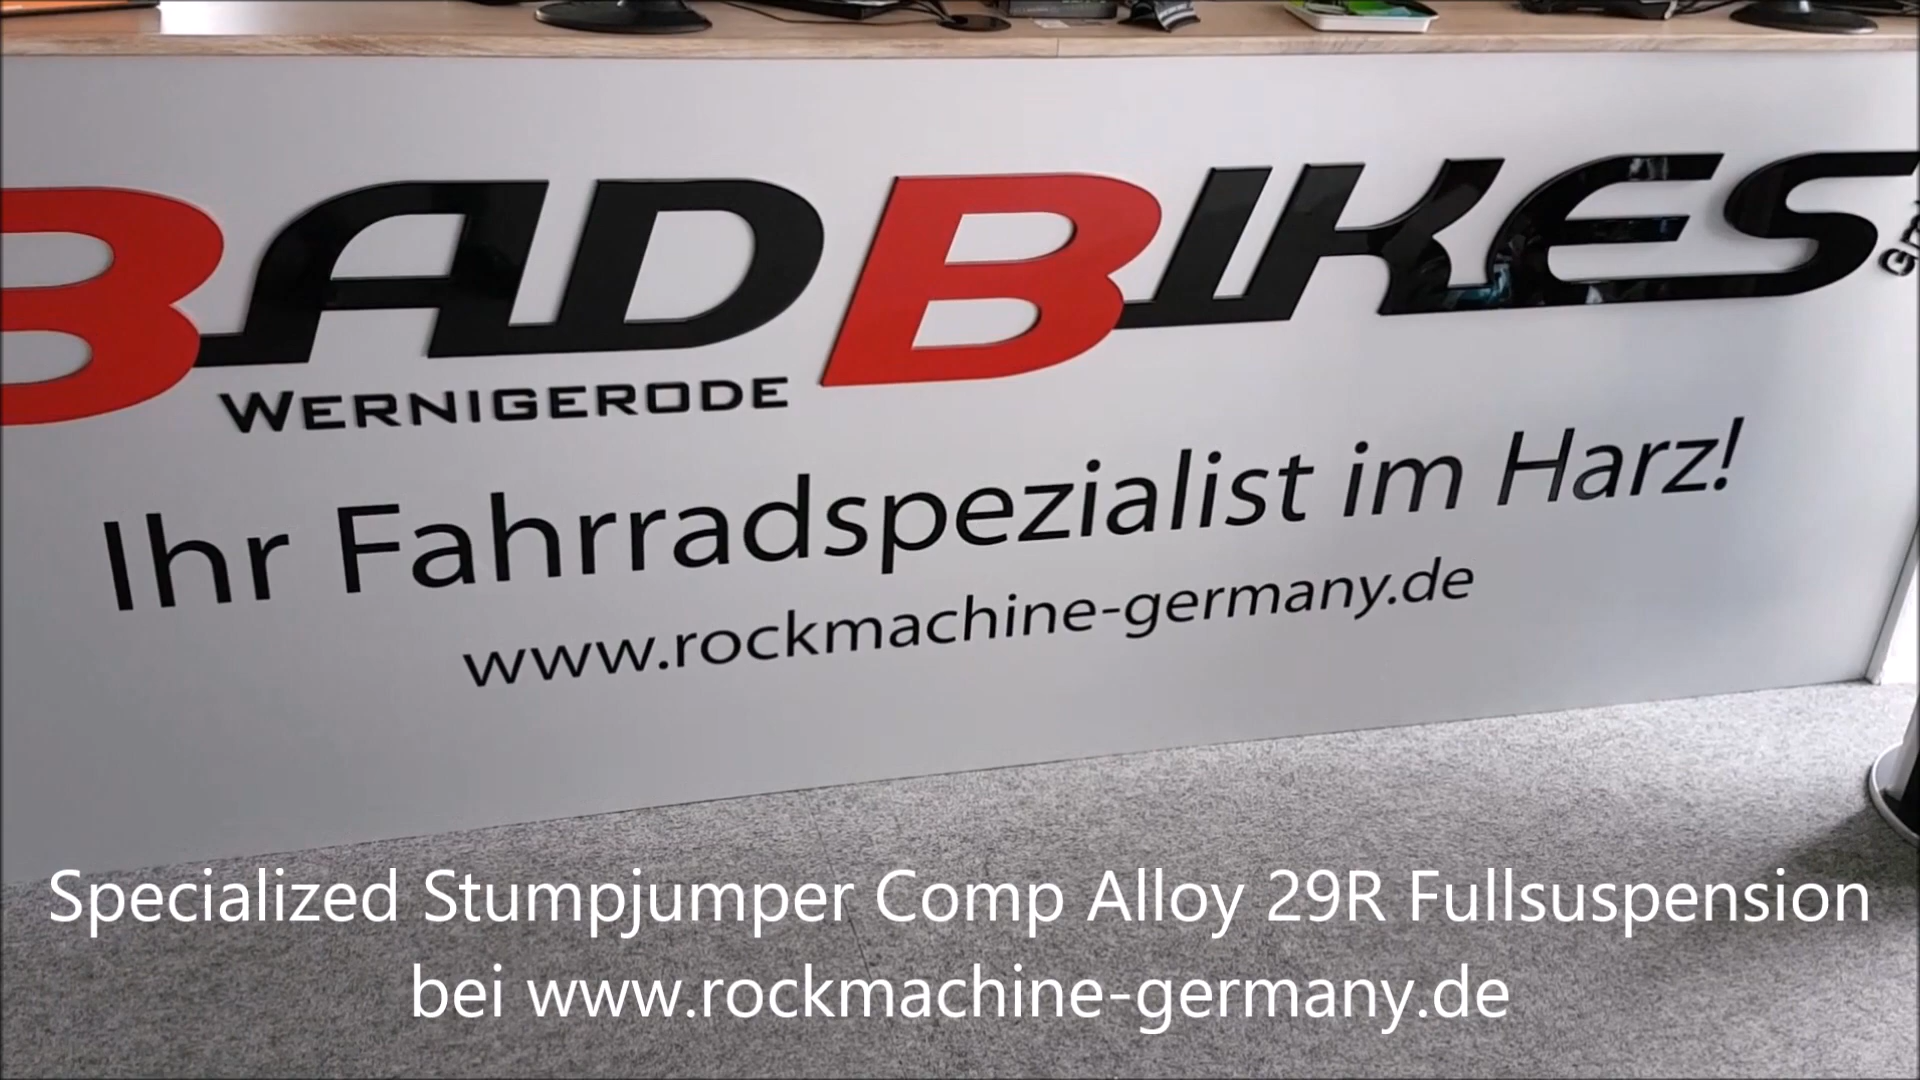 BADBIKES
WERNIGERODE
Ihr Fahrradspezialist im Harz!
www.rockmachine-germany.de
Specialized Stumpjumper Comp Alloy 29R Fullsuspension
bei www.rockmachine-germany.de